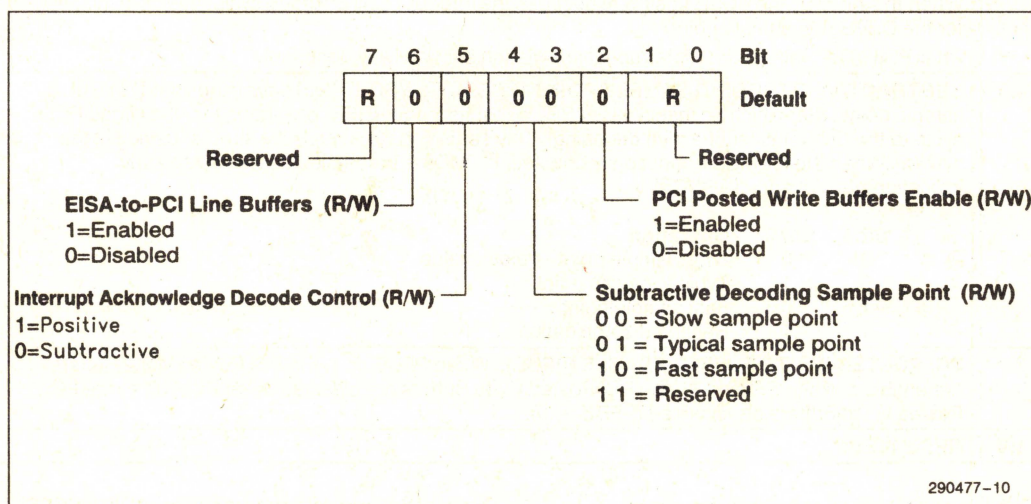 7 6 5 4 3 2 1 0 Bit
R 0 0 0 0 0 R Default
Reserved
Reserved
EISA-to-PCI Line Buffers (R/W)
1=Enabled
0=Disabled
PCI Posted Write Buffers Enable (R/W)
1=Enabled
0=Disabled
Interrupt Acknowledge Decode Control (R/W)
1=Positive
0=Subtractive
Subtractive Decoding Sample Point (R/W)
0 0 = Slow sample point
0 1 = Typical sample point
1 0 = Fast sample point
1 1 = Reserved
290477-10